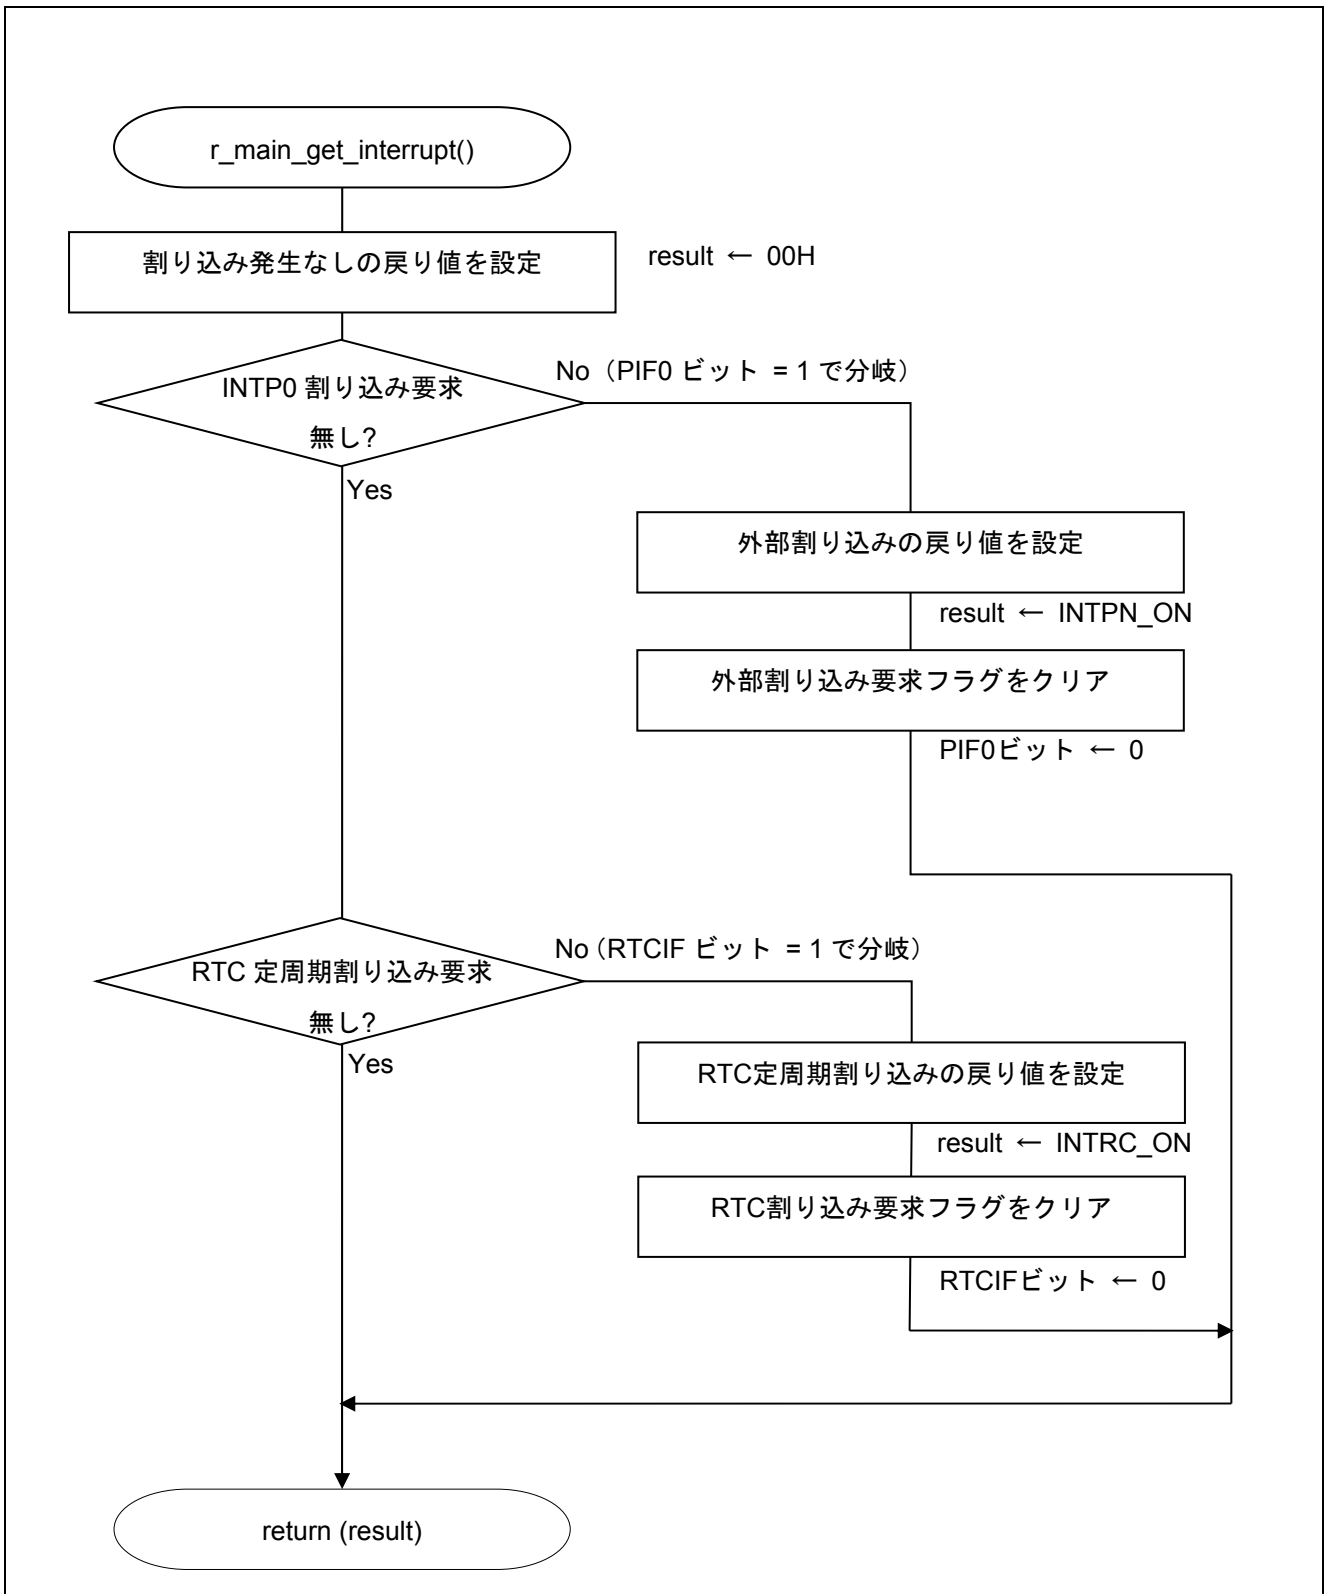 r_main_get_interrupt()
割り込み発生なしの戻り値を設定
result ← 00H
INTP0 割り込み要求
無し?
No（PIF0 ビット = 1 で分岐）
Yes
外部割り込みの戻り値を設定
result ← INTPN_ON
外部割り込み要求フラグをクリア
PIF0ビット ← 0
RTC 定周期割り込み要求
無し?
No（RTCIF ビット = 1 で分岐）
Yes
RTC定周期割り込みの戻り値を設定
result ← INTRC_ON
RTC割り込み要求フラグをクリア
RTCIFビット ← 0
return (result)